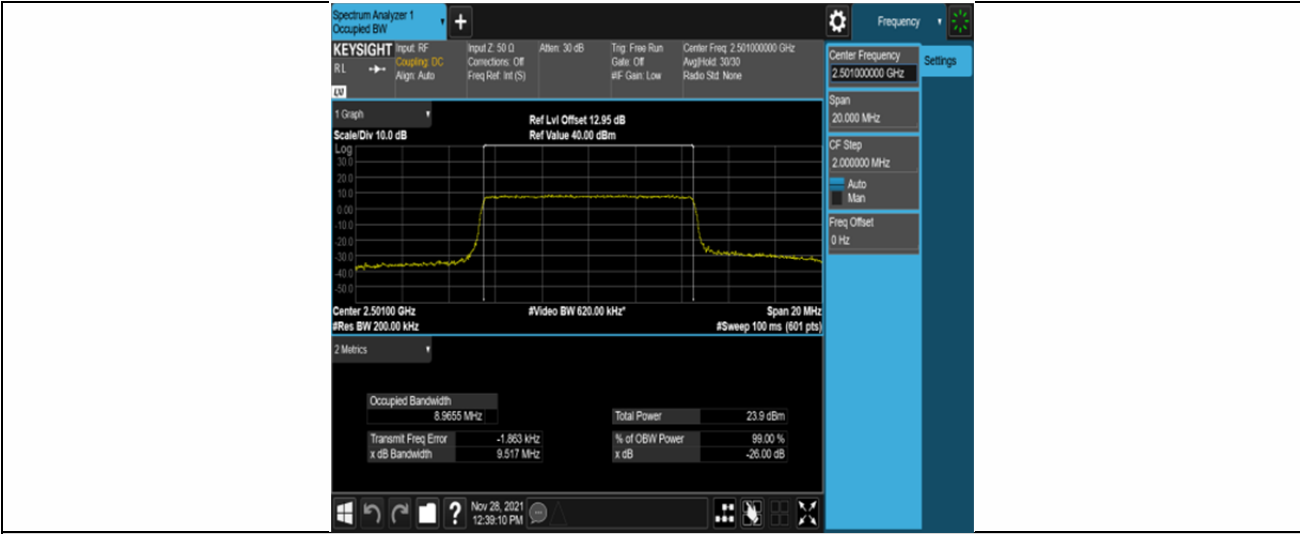 Spectrum Analyzer 1
Occupied BW
+
Frequency
KEYSIGHT
RL
Input: RF
Coupling: DC
Align: Auto
Input Z: 50 Ω
Corrections: Off
Freq Ref: Int (S)
Atten: 30 dB
Trig: Free Run
Gate: Off
#IF Gain: Low
Center Freq: 2.501000000 GHz
Avg|Hold: 30/30
Radio Std: None
1 Graph
Scale/Div 10.0 dB
Ref Lvl Offset 12.95 dB
Ref Value 40.00 dBm
Log
30.0
20.0
10.0
0.00
-10.0
-20.0
-30.0
-40.0
-50.0
Center 2.50100 GHz
#Video BW 620.00 kHz*
Span 20 MHz
#Res BW 200.00 kHz
#Sweep 100 ms (601 pts)
2 Metrics
Occupied Bandwidth
8.9655 MHz
Total Power 23.9 dBm
Transmit Freq Error -1.863 kHz
% of OBW Power 99.00 %
x dB Bandwidth 9.517 MHz
x dB -26.00 dB
Nov 28, 2021
12:39:10 PM
Center Frequency
2.501000000 GHz
Settings
Span
20.000 MHz
CF Step
2.000000 MHz
Auto
Man
Freq Offset
0 Hz